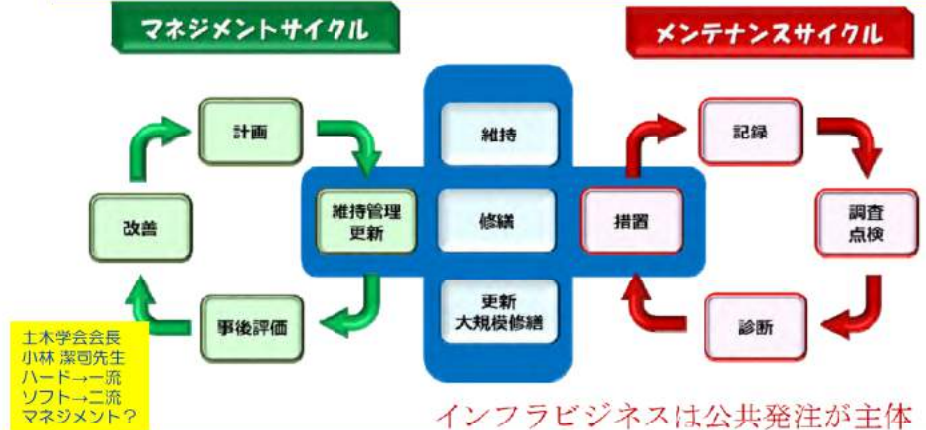 マネジメントサイクル
メンテナンスサイクル
計画
維持
記録
改善
維持管理
更新
修繕
措置
調査
点検
事後評価
更新
大規模修繕
診断
土木学会会長
小林 潔司先生
ハード→一流
ソフト→二流
マネジメント？
インフラビジネスは公共発注が主体